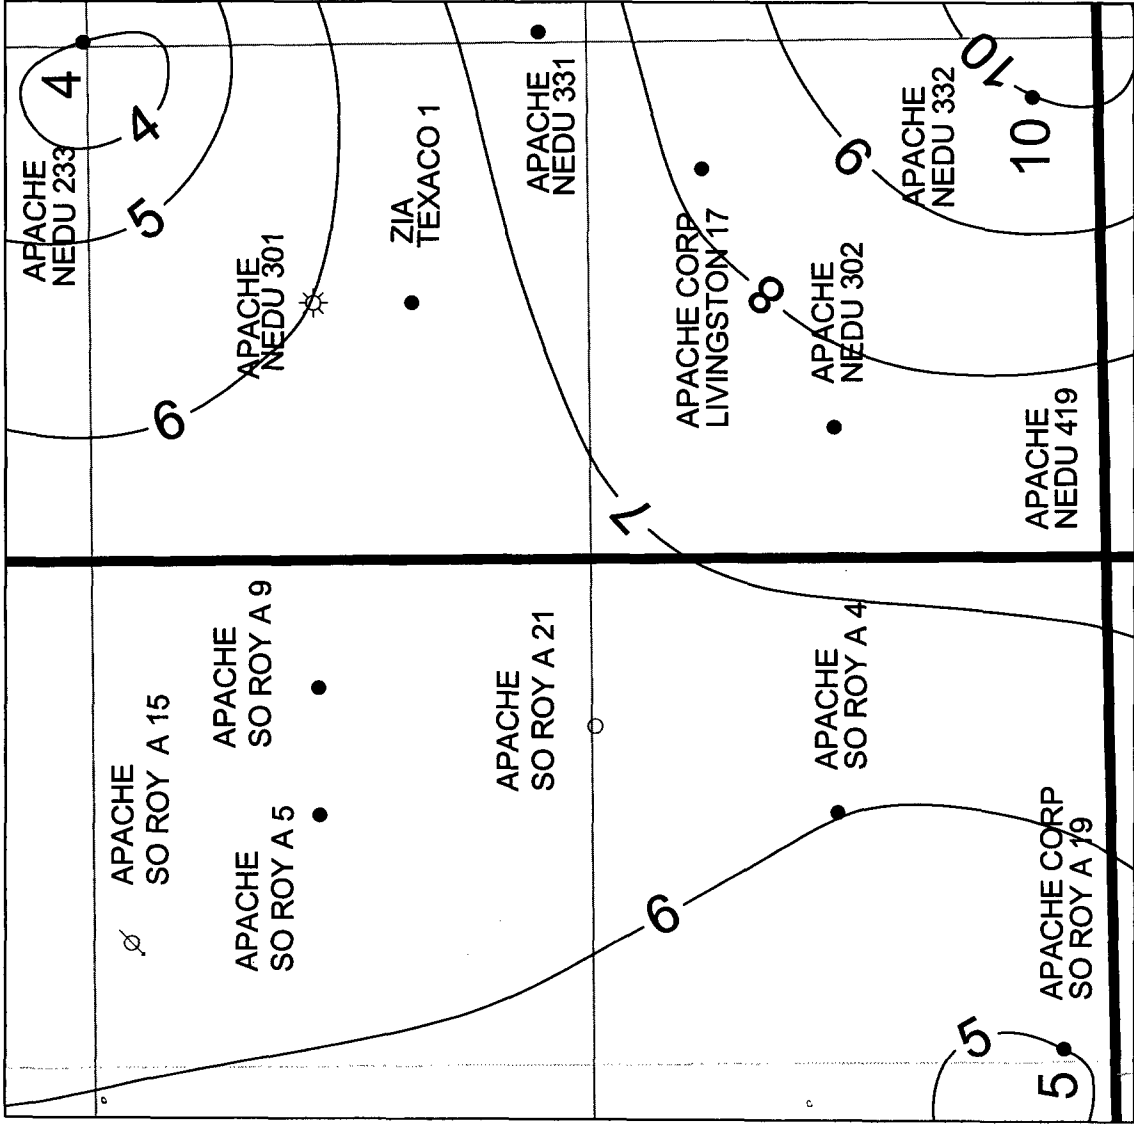 APACHE
NEDU 233
4
4
5
6
APACHE
SO ROY A 15
APACHE
SO ROY A 9
APACHE
SO ROY A 5
APACHE
NEDU 301
ZIA
TEXACO 1
APACHE
SO ROY A 21
APACHE
NEDU 331
7
6
APACHE CORP
LIVINGSTON 17
8
APACHE
SO ROY A 4
APACHE
NEDU 302
9
APACHE
NEDU 332
5
10
5
APACHE CORP
SO ROY A 19
APACHE
NEDU 419
10